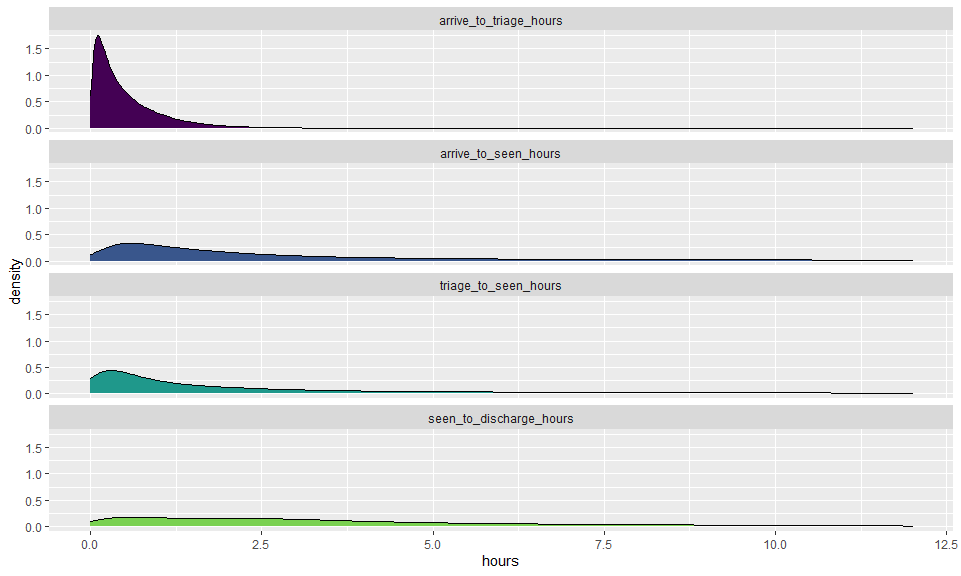 arrive_to_triage_hours
1.5
1.0
0.5
0.0
arrive_to_seen_hours
1.5
1.0
0.5
0.0
triage_to_seen_hours
1.5
1.0
0.5
0.0
seen_to_discharge_hours
1.5
1.0
0.5
0.0
density
0.0 2.5 5.0 7.5 10.0 12.5
hours